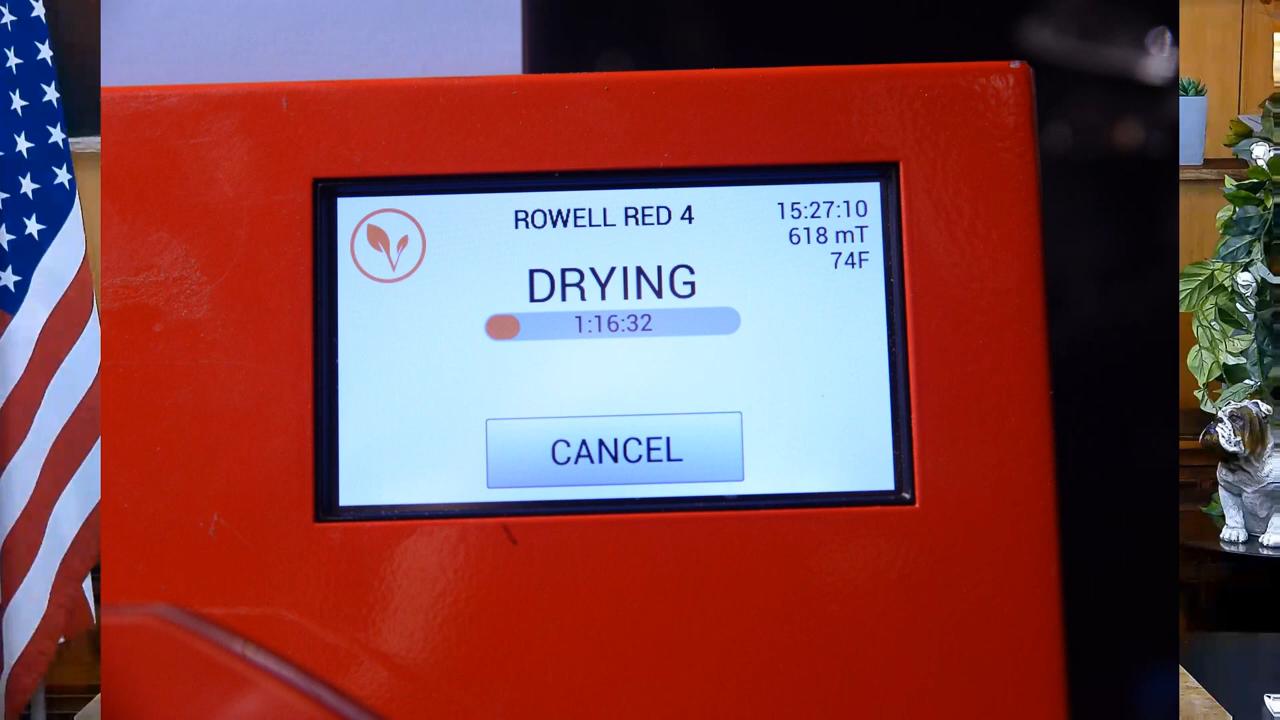 ROWELL RED 4
15:27:10
618 mT
74F
DRYING
1:16:32
CANCEL